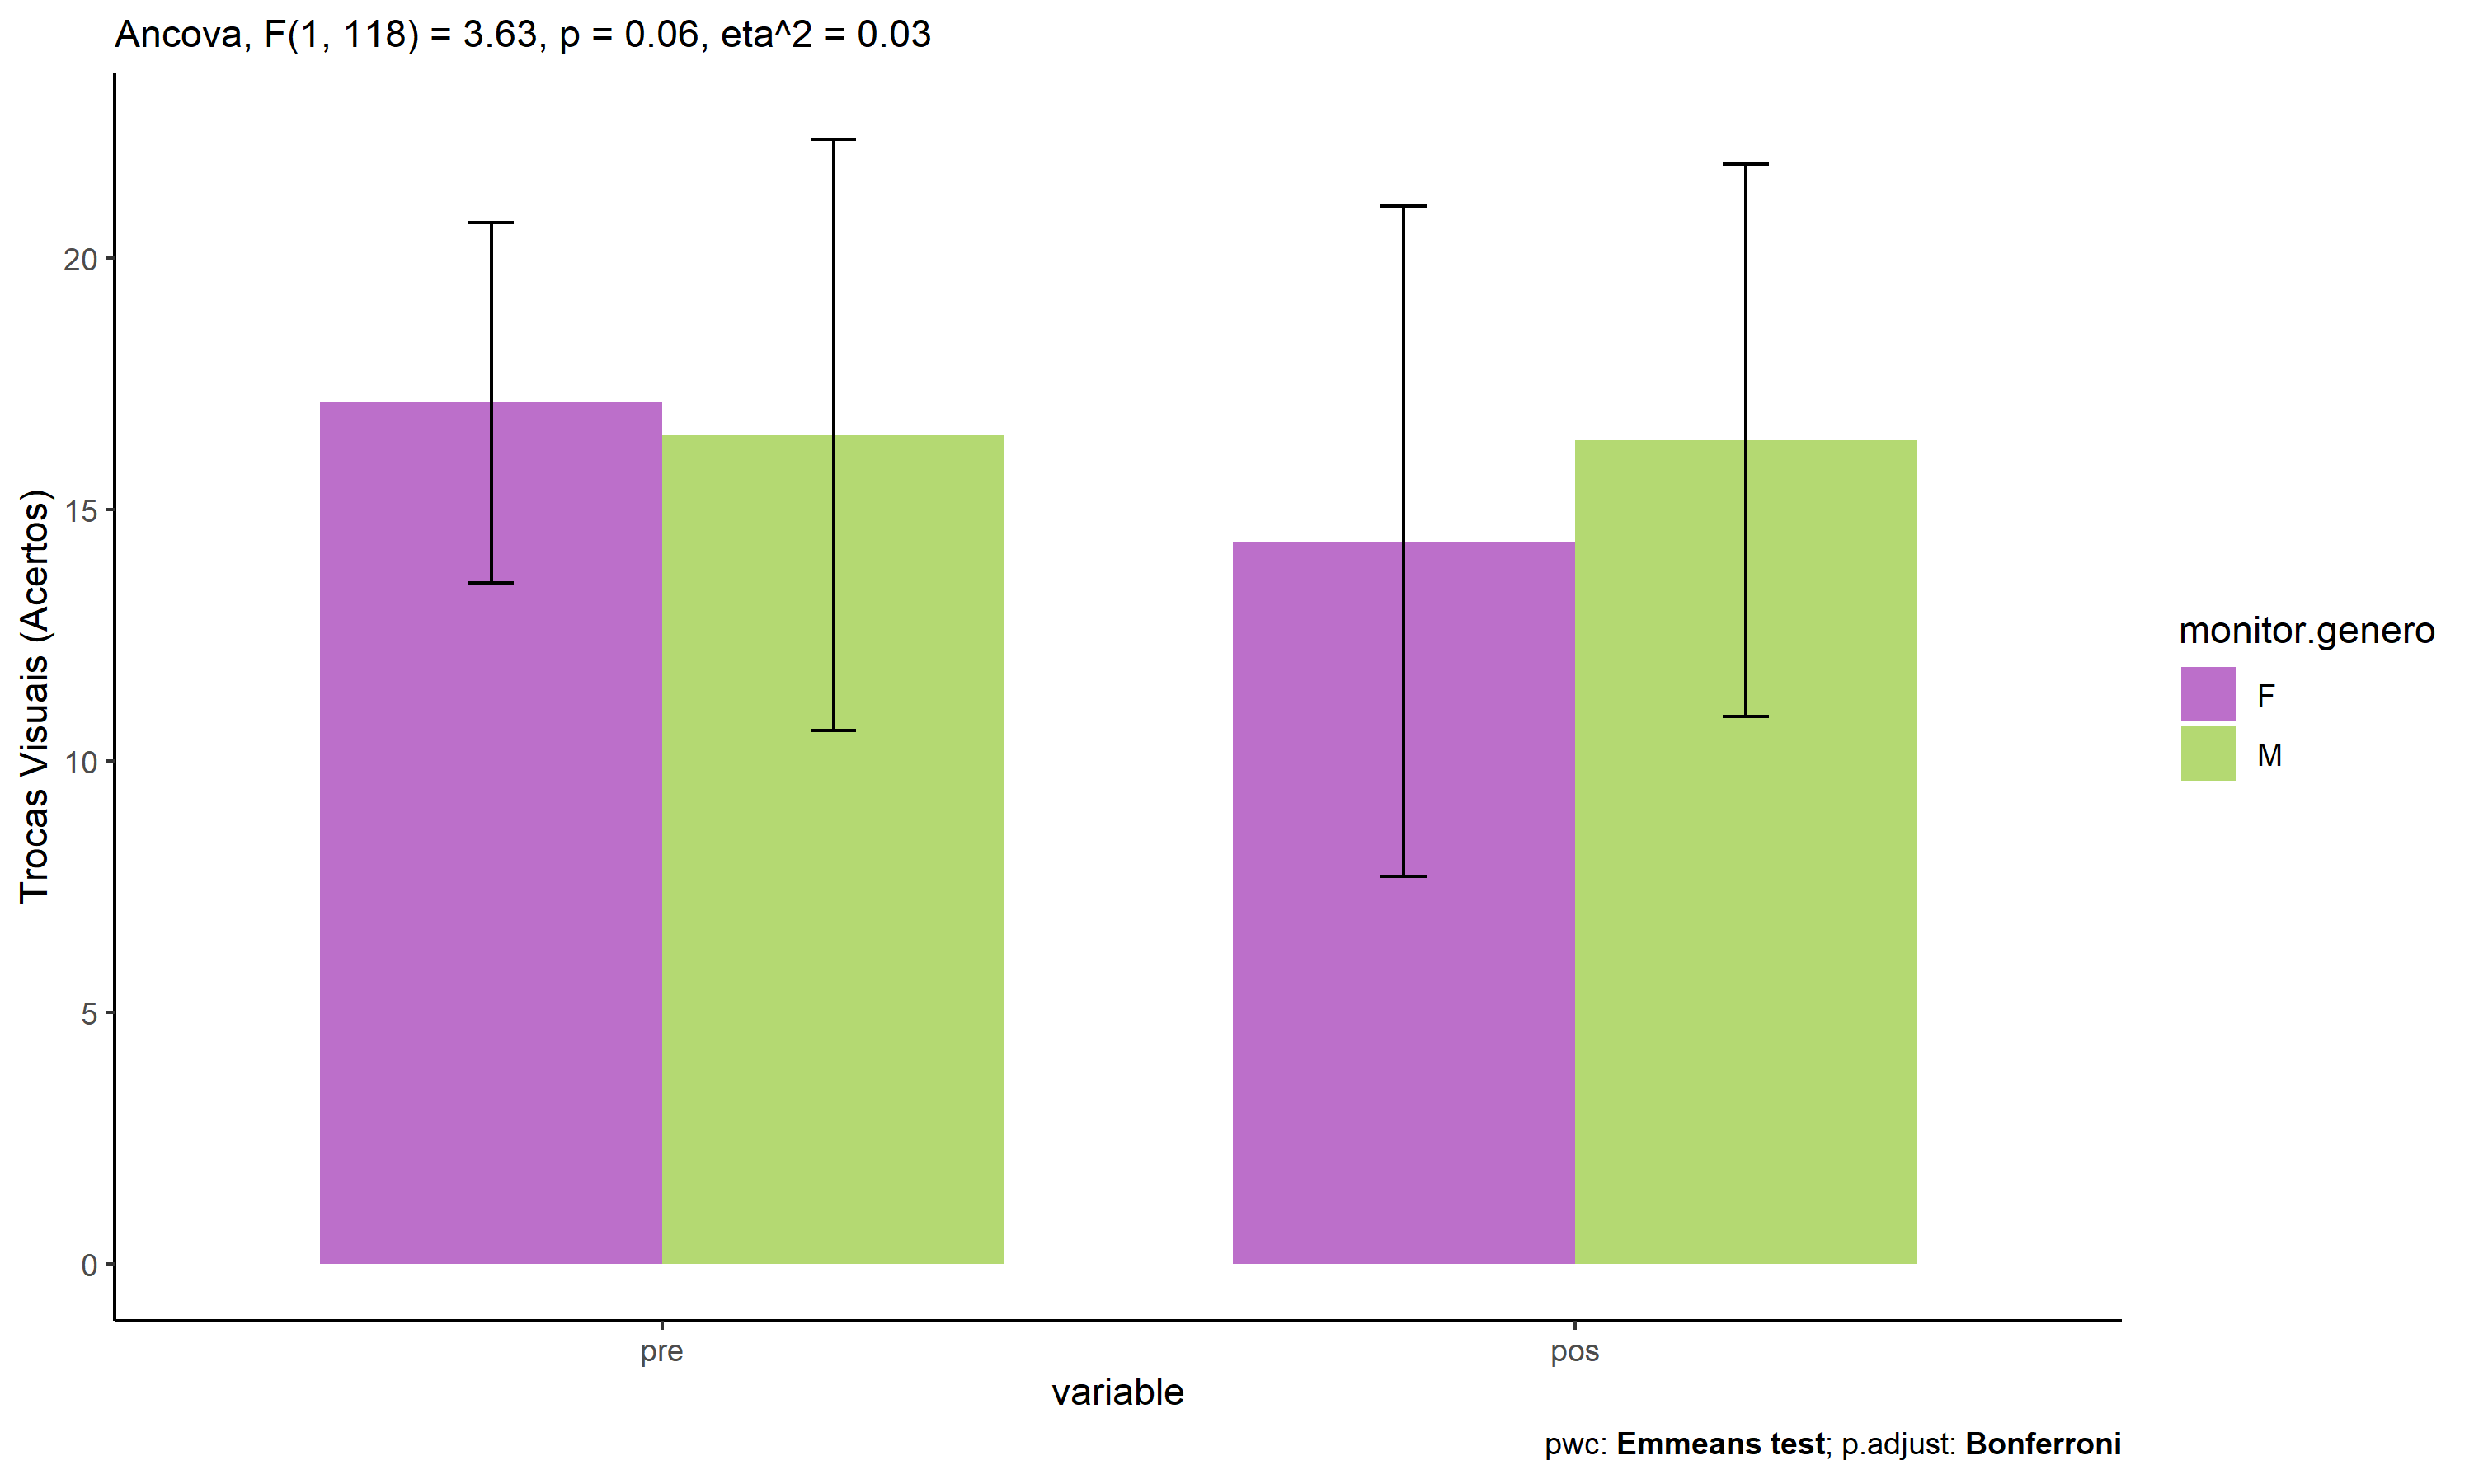 Ancova, F(1, 118) = 3.63, p = 0.06, eta^2 = 0.03
Trocas Visuais (Acertos)
20
15
10
5
0
pre
pos
variable
monitor.genero
F
M
pwc: Emmeans test; p.adjust: Bonferroni